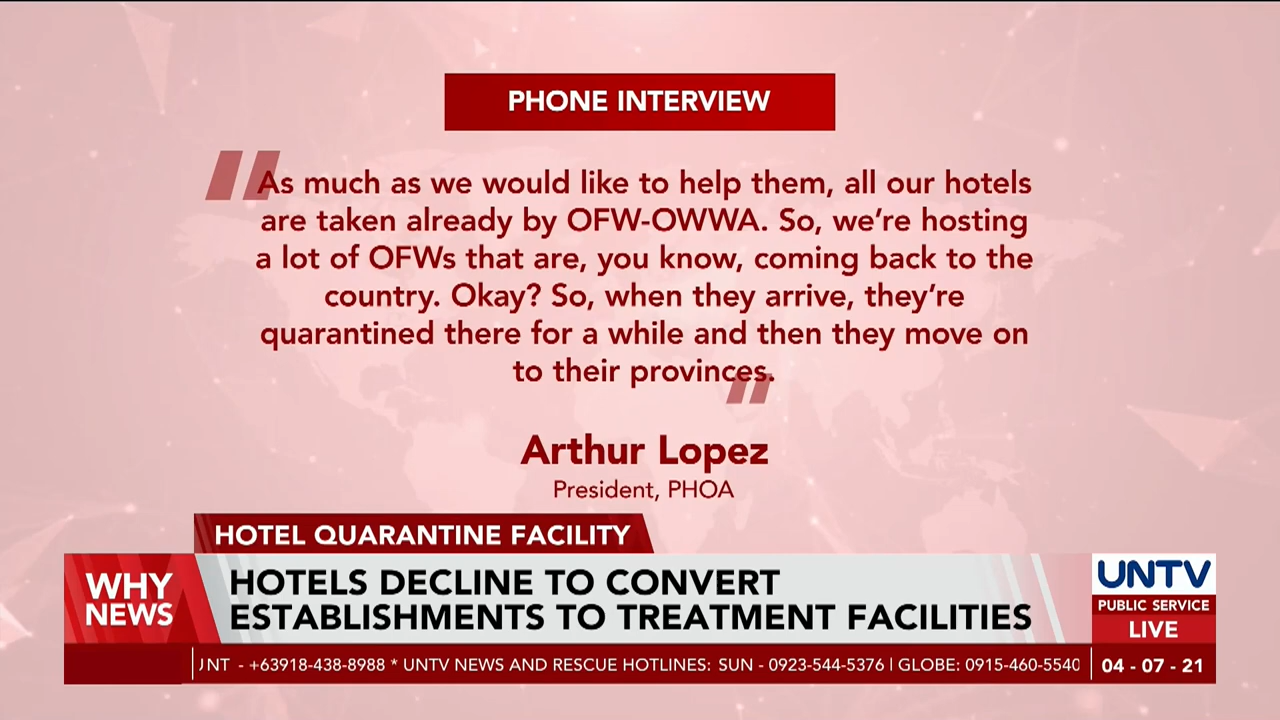 PHONE INTERVIEW
"As much as we would like to help them, all our hotels
are taken already by OFW-OWWA. So, we’re hosting
a lot of OFWs that are, you know, coming back to the
country. Okay? So, when they arrive, they’re
quarantined there for a while and then they move on
to their provinces."
Arthur Lopez
President, PHOA
HOTEL QUARANTINE FACILITY
WHY
NEWS
HOTELS DECLINE TO CONVERT
ESTABLISHMENTS TO TREATMENT FACILITIES
UNTV
PUBLIC SERVICE
LIVE
NT - +63918-438-8988 * UNTV NEWS AND RESCUE HOTLINES: SUN - 0923-544-5376 | GLOBE: 0915-460-5540
04 - 07 - 21